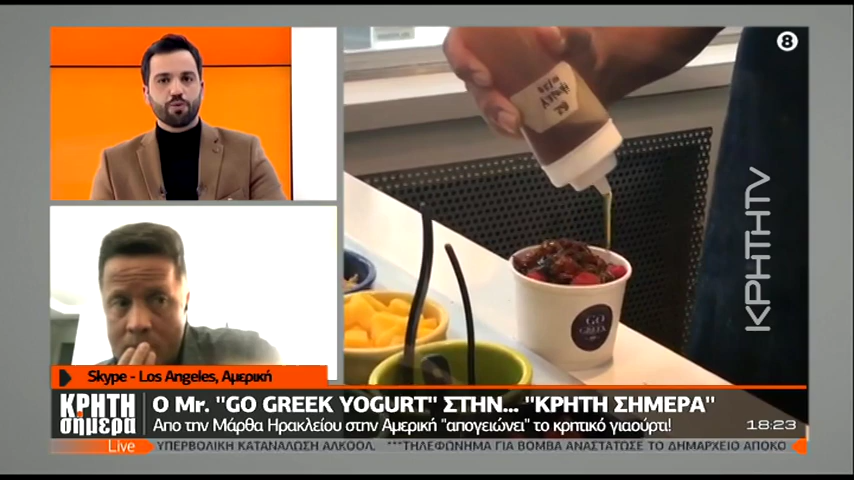 8
GR HONEY
GO
GREEK
ΚΡΗΤΗTV
Skype - Los Angeles, Αμερική
ΚΡΗΤΗ
σήμερα
Ο Mr. "GO GREEK YOGURT" ΣΤΗΝ... "ΚΡΗΤΗ ΣΗΜΕΡΑ"
Απο την Μάρθα Ηρακλείου στην Αμερική "απογειώνει" το κρητικό γιαούρτι!
18:23
Live
ΥΠΕΡΒΟΛΙΚΗ ΚΑΤΑΝΑΛΩΣΗ ΑΛΚΟΟΛ. ***ΤΗΛΕΦΩΝΗΜΑ ΓΙΑ ΒΟΜΒΑ ΑΝΑΣΤΑΤΩΣΕ ΤΟ ΔΗΜΑΡΧΕΙΟ ΑΠΟΚΟ